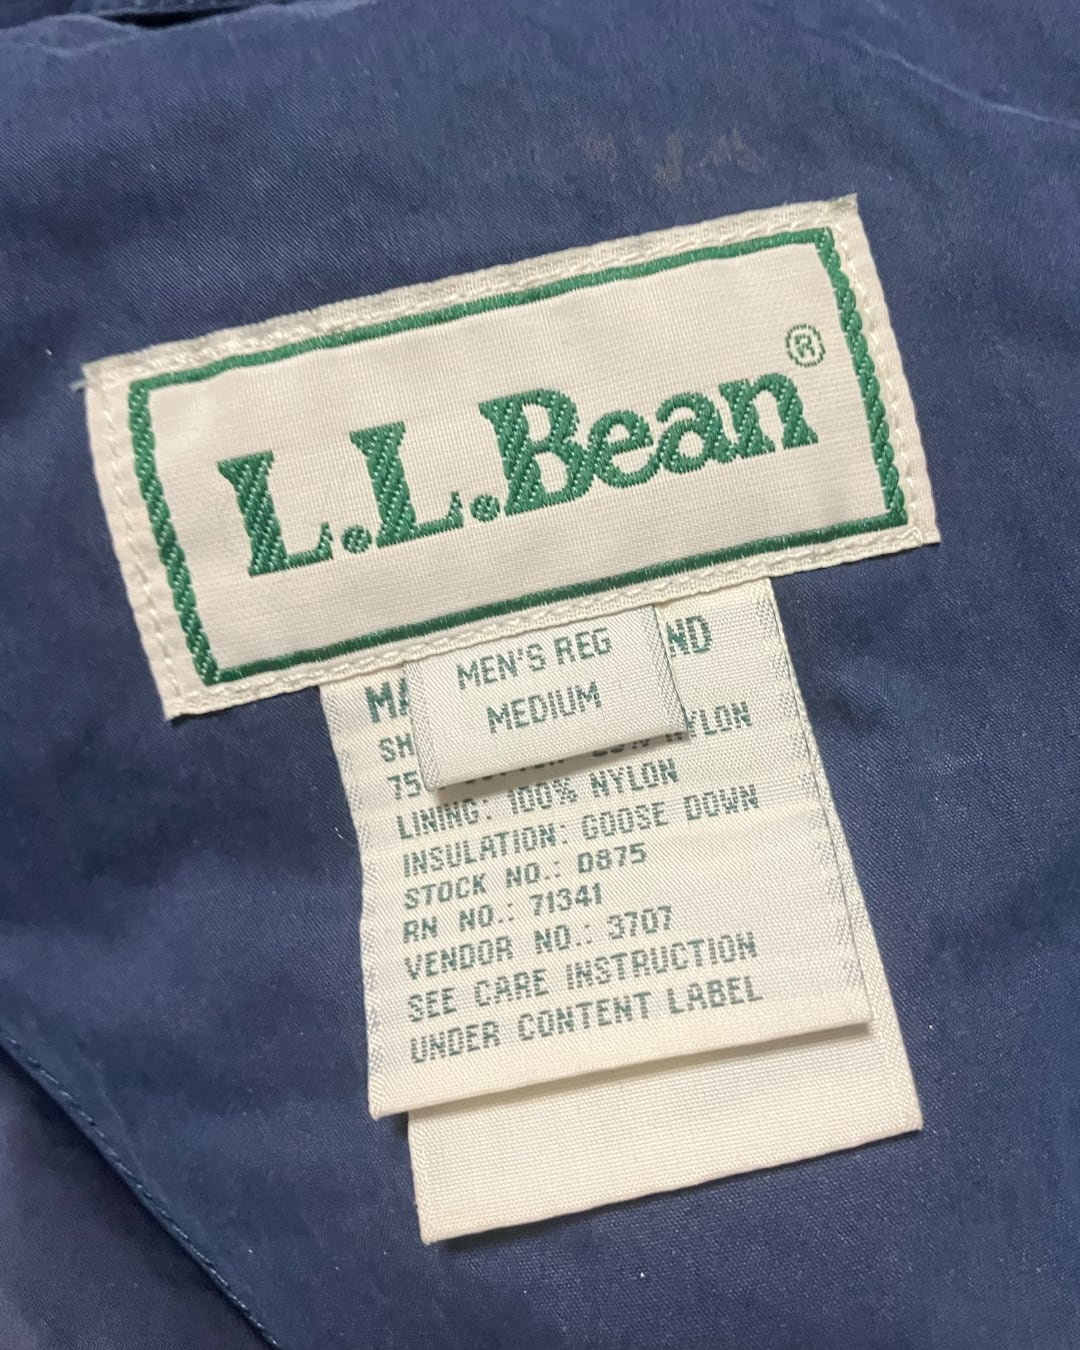 L.L.Bean®
MEN'S REG
MEDIUM
ND
MA
SH
75 NYLON
LINING: 100% NYLON
INSULATION: GOOSE DOWN
STOCK NO.: D875
RN NO.: 71341
VENDOR NO.: 3707
SEE CARE INSTRUCTION
UNDER CONTENT LABEL